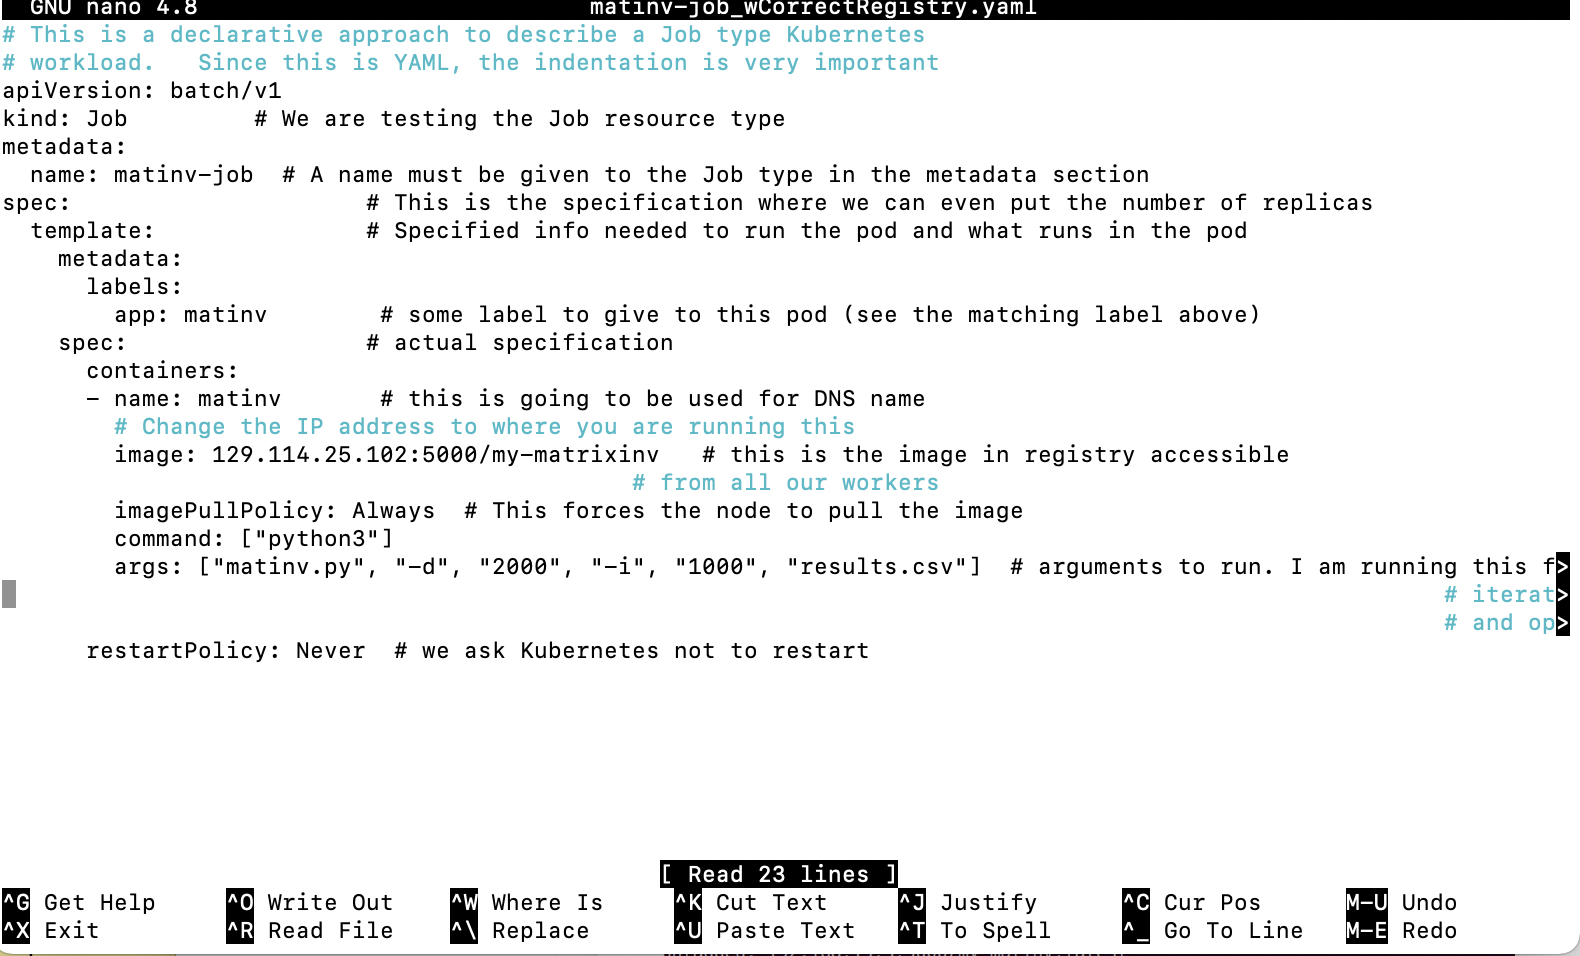 GNU nano 4.8 matinv-job_wCorrectRegistry.yaml
# This is a declarative approach to describe a Job type Kubernetes
# workload.   Since this is YAML, the indentation is very important
apiVersion: batch/v1
kind: Job         # We are testing the Job resource type
metadata:
  name: matinv-job  # A name must be given to the Job type in the metadata section
spec:                     # This is the specification where we can even put the number of replicas
  template:               # Specified info needed to run the pod and what runs in the pod
    metadata:
      labels:
        app: matinv        # some label to give to this pod (see the matching label above)
    spec:                 # actual specification
      containers:
      - name: matinv       # this is going to be used for DNS name
        # Change the IP address to where you are running this
        image: 129.114.25.102:5000/my-matrixinv   # this is the image in registry accessible
                                             # from all our workers
        imagePullPolicy: Always  # This forces the node to pull the image
        command: ["python3"]
        args: ["matinv.py", "-d", "2000", "-i", "1000", "results.csv"]  # arguments to run. I am running this f>
# iterat>
# and op>
      restartPolicy: Never  # we ask Kubernetes not to restart
[ Read 23 lines ]
^G Get Help ^O Write Out ^W Where Is ^K Cut Text ^J Justify ^C Cur Pos M-U Undo
^X Exit ^R Read File ^\ Replace ^U Paste Text ^T To Spell ^_ Go To Line M-E Redo